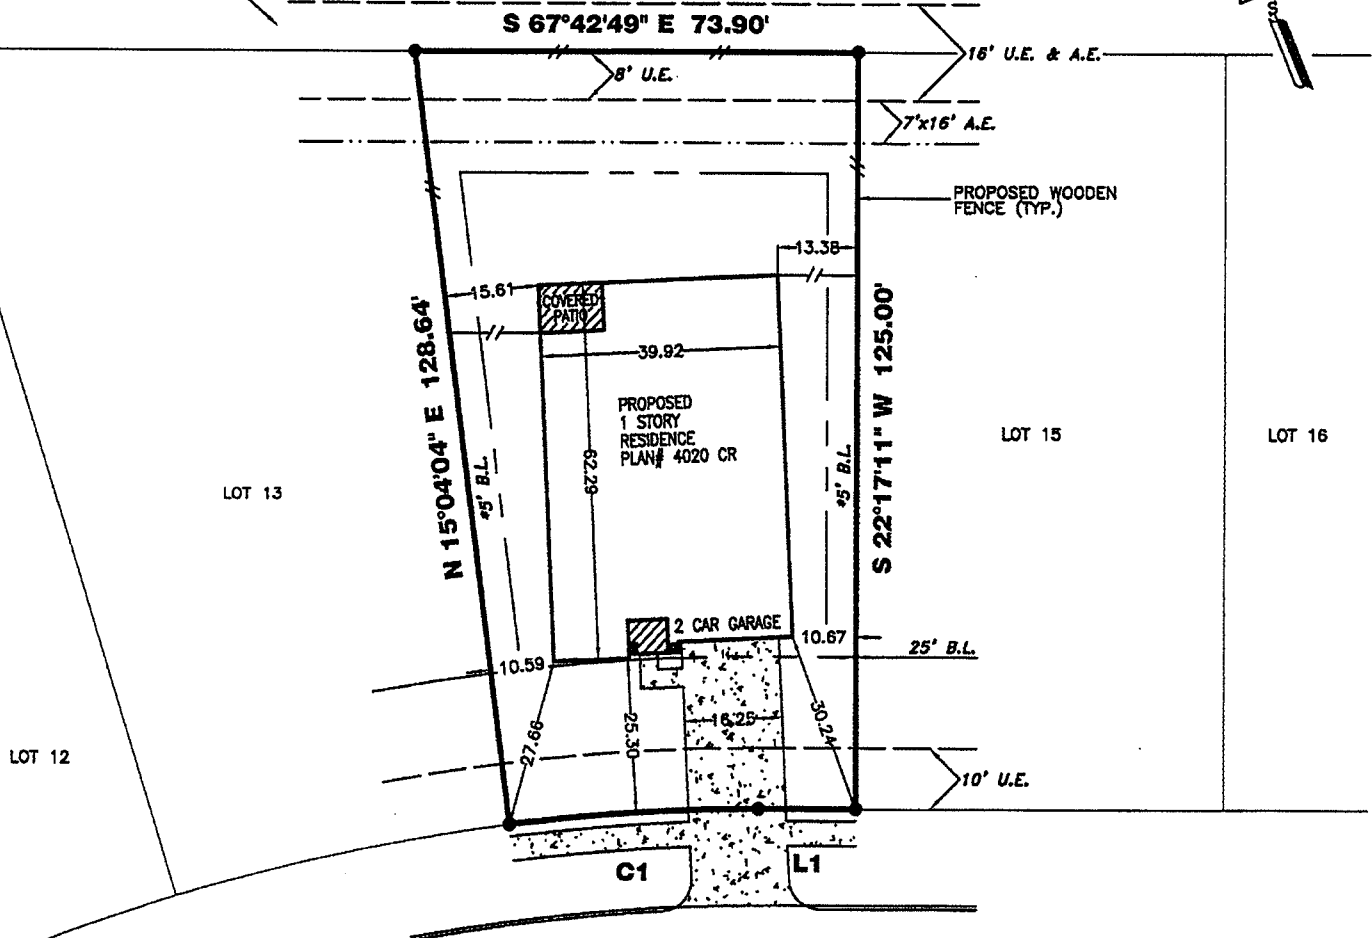 S 67°42'49" E 73.90'
S
16' U.E. & A.E.
8' U.E.
7'x16' A.E.
PROPOSED WOODEN
FENCE (TYP.)
13.38
15.61
COVERED
PATIO
39.92
N 15°04'04" E 128.64'
S 22°17'11" W 125.00'
PROPOSED
1 STORY
RESIDENCE
PLAN# 4020 CR
62.29
*5' B.L.
*5' B.L.
LOT 13
LOT 15
LOT 16
2 CAR GARAGE
10.67
25' B.L.
10.59
27.66
25.30
16.25
30.24
LOT 12
10' U.E.
C1
L1